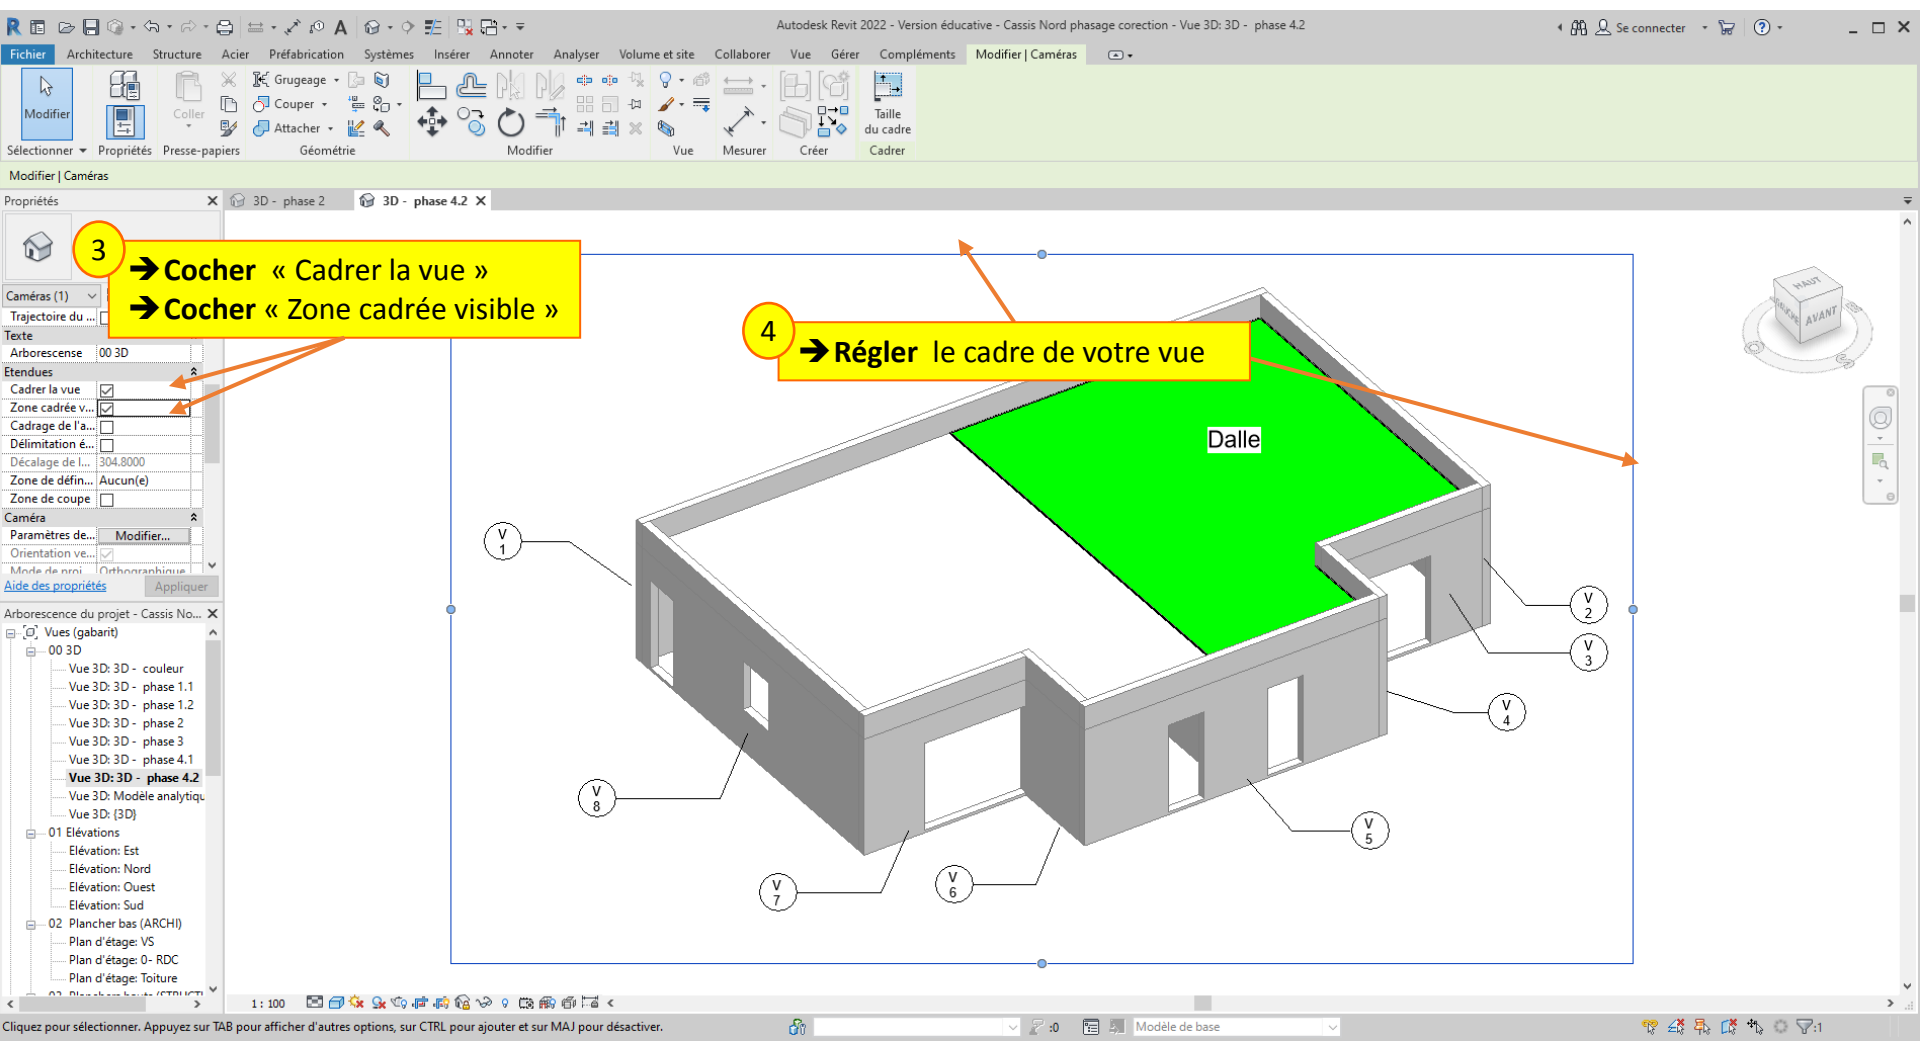 Autodesk Revit 2022 - Version éducative - Cassis Nord phasage corection - Vue 3D: 3D - phase 4.2
Se connecter
Fichier Architecture Structure Acier Préfabrication Systèmes Insérer Annoter Analyser Volume et site Collaborer Vue Gérer Compléments Modifier | Caméras
Modifier
Coller
Grugeage
Couper
Attacher
Taille
du cadre
Sélectionner Propriétés Presse-papiers Géométrie Modifier Vue Mesurer Créer Cadrer
Modifier | Caméras
Propriétés
3D - phase 2
3D - phase 4.2
3
➔ Cocher « Cadrer la vue »
➔ Cocher « Zone cadrée visible »
4
➔ Régler le cadre de votre vue
Caméras (1)
Trajectoire du ...
Texte
Arborescense 00 3D
Etendues
Cadrer la vue
Zone cadrée v...
Cadrage de l'a...
Délimitation é...
Décalage de l... 304.8000
Zone de défin... Aucun(e)
Zone de coupe
Caméra
Paramètres de... Modifier...
Orientation ve...
Mode de proj... Orthographique
Aide des propriétés Appliquer
Arborescence du projet - Cassis No...
Vues (gabarit)
00 3D
Vue 3D: 3D - couleur
Vue 3D: 3D - phase 1.1
Vue 3D: 3D - phase 1.2
Vue 3D: 3D - phase 2
Vue 3D: 3D - phase 3
Vue 3D: 3D - phase 4.1
Vue 3D: 3D - phase 4.2
Vue 3D: Modèle analytiqu
Vue 3D: {3D}
01 Elévations
Elévation: Est
Elévation: Nord
Elévation: Ouest
Elévation: Sud
02 Plancher bas (ARCHI)
Plan d'étage: VS
Plan d'étage: 0- RDC
Plan d'étage: Toiture
Dalle
HAUT
AVANT
V
1
V
2
V
3
V
4
V
5
V
6
V
7
V
8
1 : 100
Cliquez pour sélectionner. Appuyez sur TAB pour afficher d'autres options, sur CTRL pour ajouter et sur MAJ pour désactiver.
:0
Modèle de base
:1